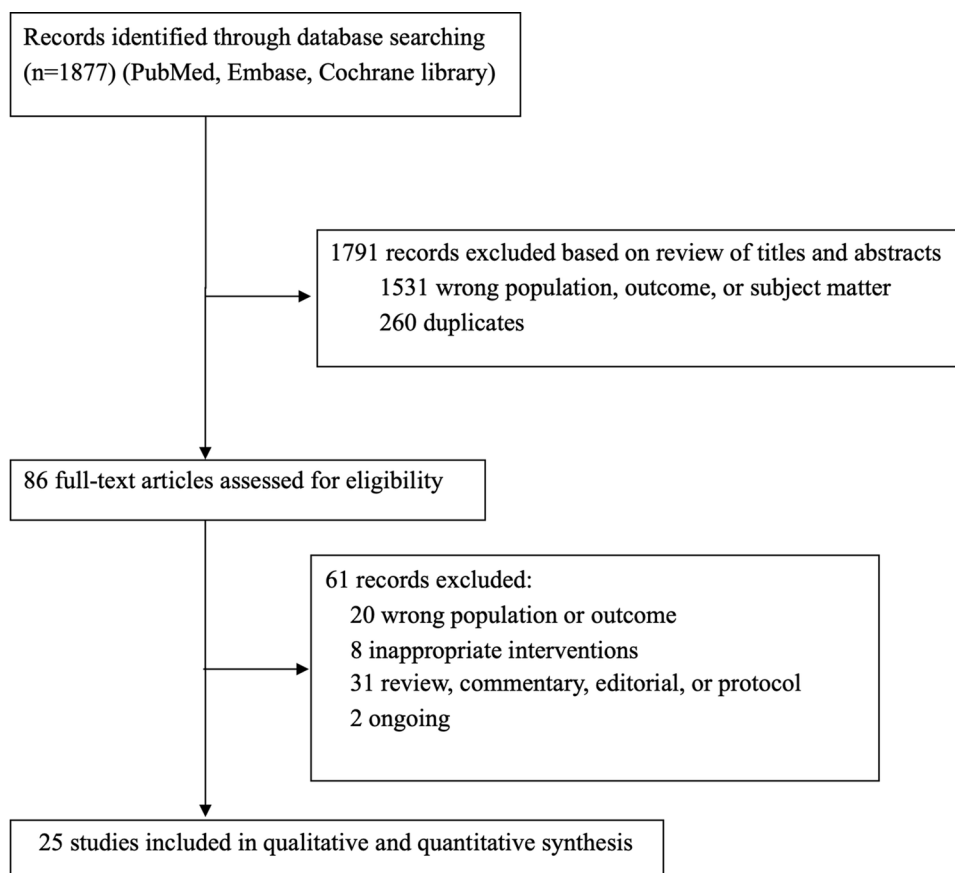 Records identified through database searching
(n=1877) (PubMed, Embase, Cochrane library)
1791 records excluded based on review of titles and abstracts
1531 wrong population, outcome, or subject matter
260 duplicates
86 full-text articles assessed for eligibility
61 records excluded:
20 wrong population or outcome
8 inappropriate interventions
31 review, commentary, editorial, or protocol
2 ongoing
25 studies included in qualitative and quantitative synthesis